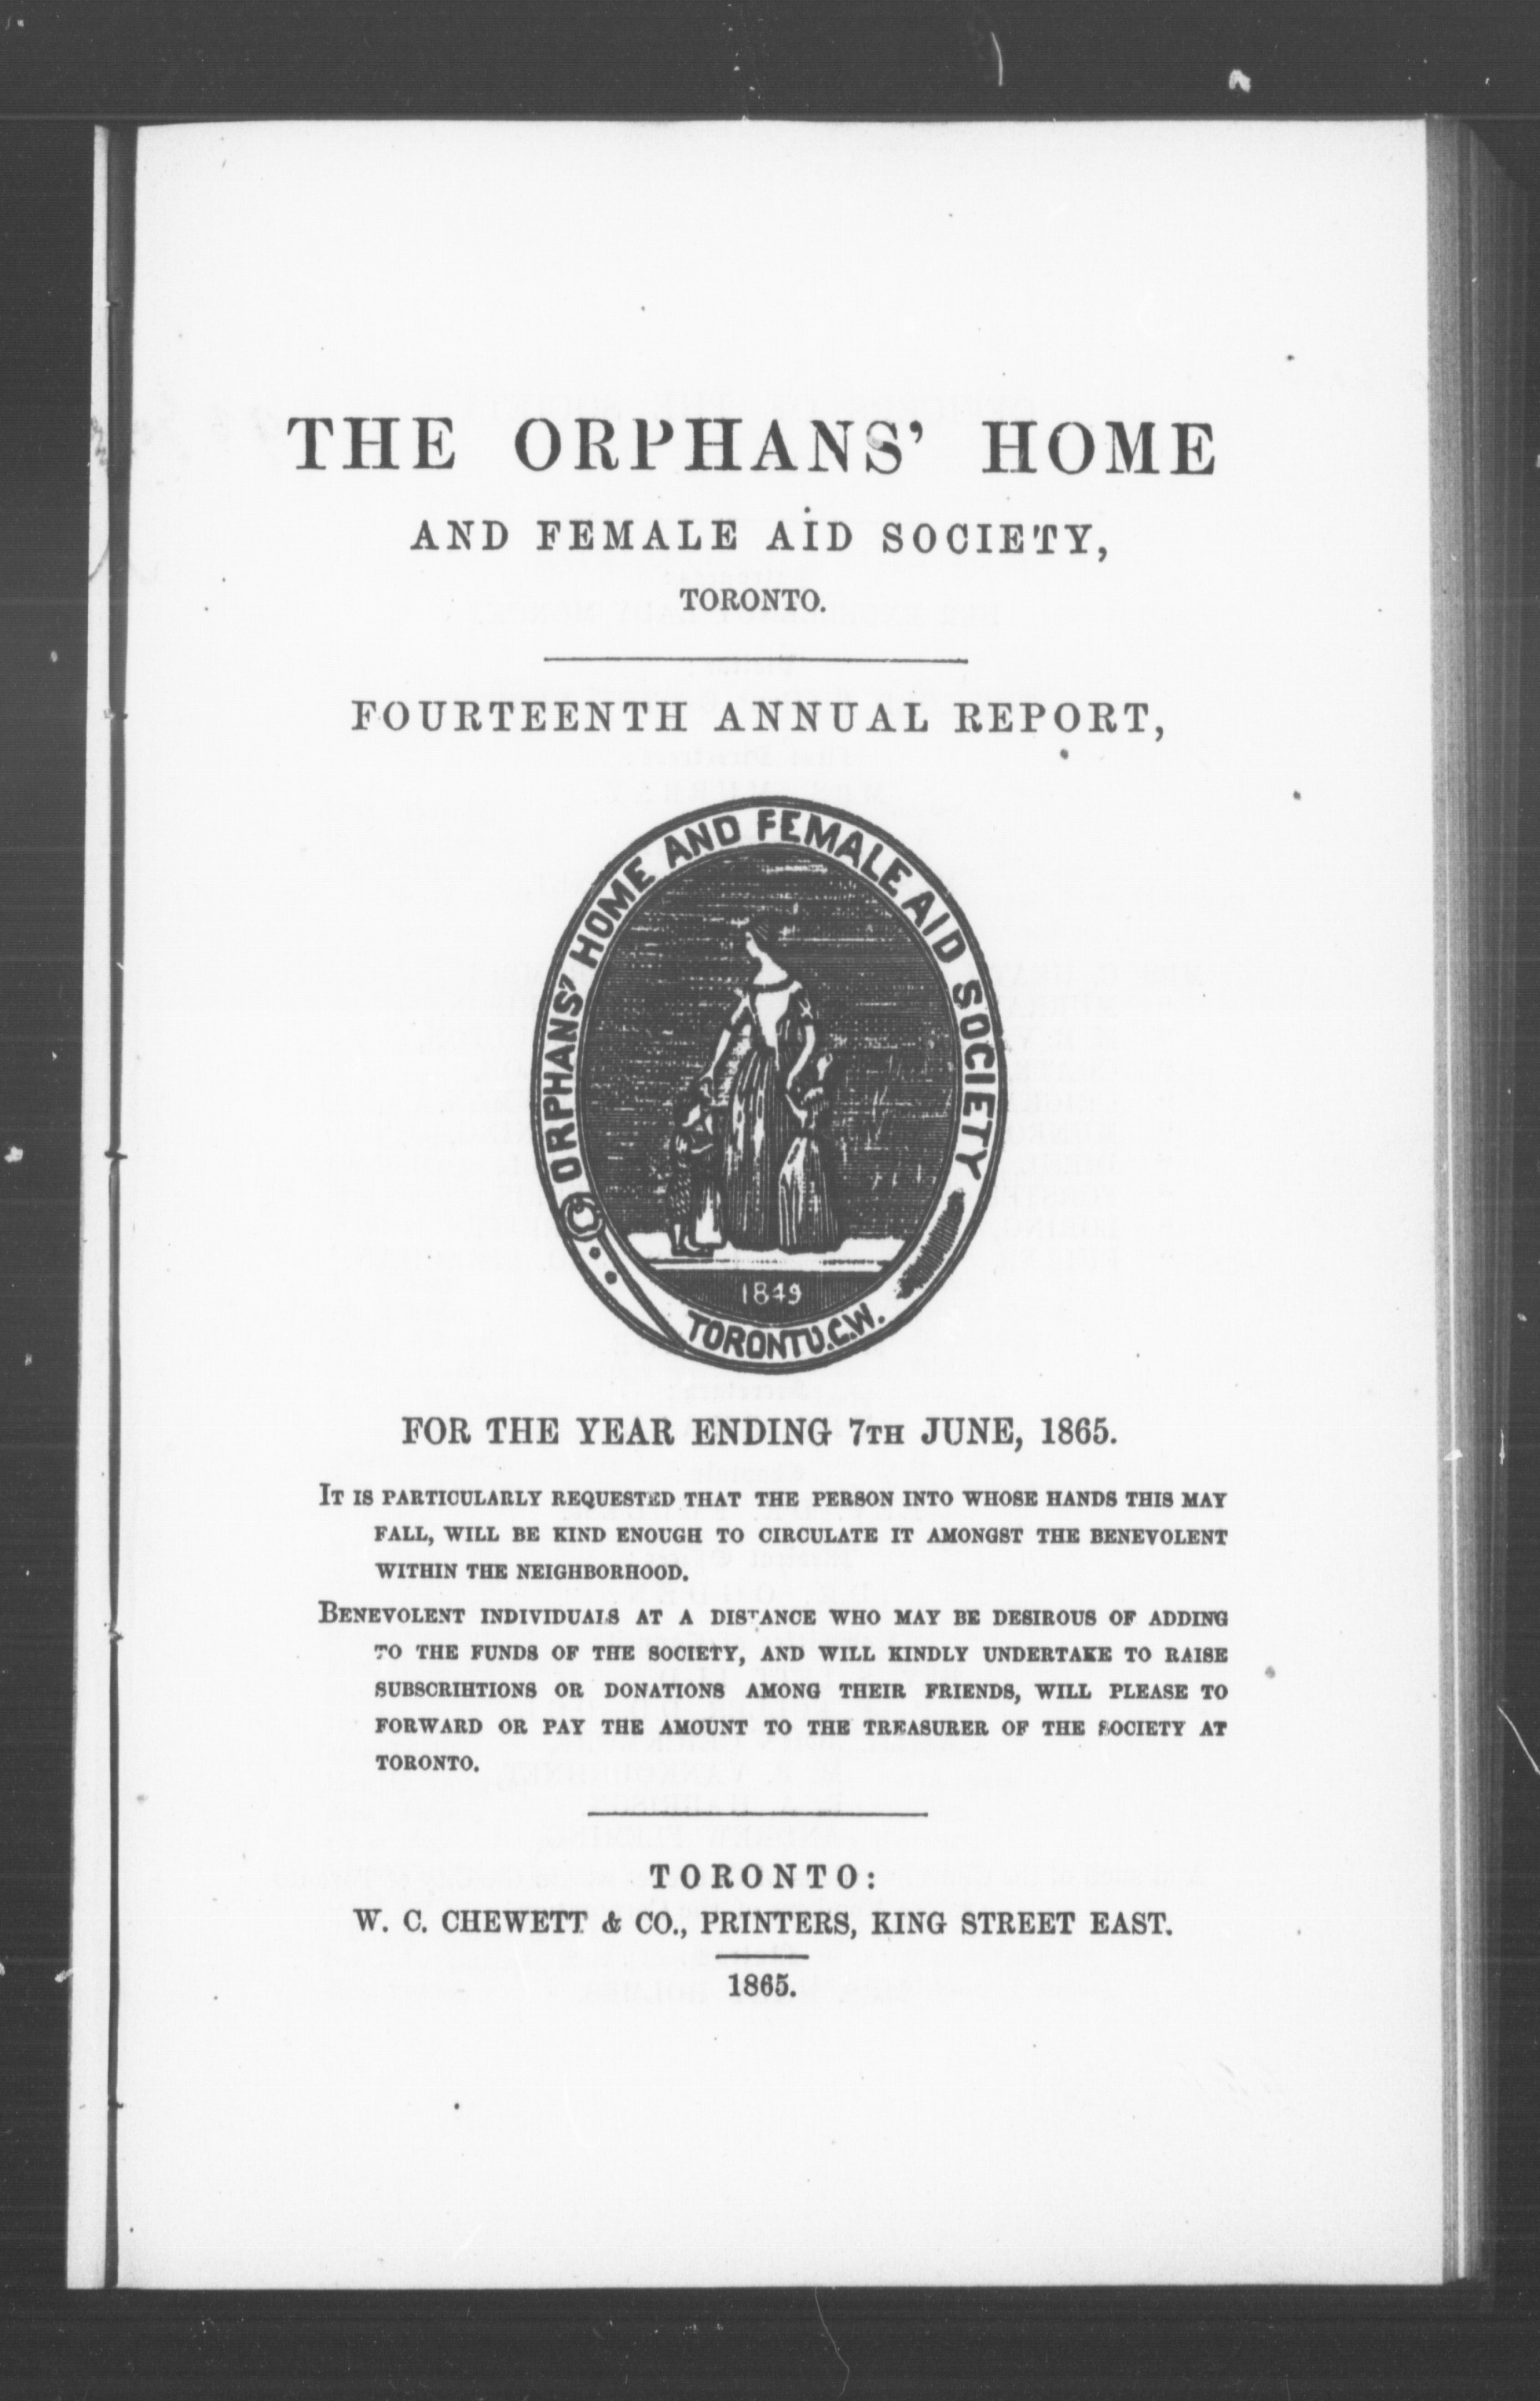 THE ORPHANS' HOME
AND FEMALE AID SOCIETY,
TORONTO.
FOURTEENTH ANNUAL REPORT,
ORPHANS' HOME AND FEMALE AID SOCIETY
1849
TORONTO.C.W.
FOR THE YEAR ENDING 7TH JUNE, 1865.
IT IS PARTICULARLY REQUESTED THAT THE PERSON INTO WHOSE HANDS THIS MAY
FALL, WILL BE KIND ENOUGH TO CIRCULATE IT AMONGST THE BENEVOLENT
WITHIN THE NEIGHBORHOOD.
BENEVOLENT INDIVIDUALS AT A DISTANCE WHO MAY BE DESIROUS OF ADDING
TO THE FUNDS OF THE SOCIETY, AND WILL KINDLY UNDERTAKE TO RAISE
SUBSCRIHTIONS OR DONATIONS AMONG THEIR FRIENDS, WILL PLEASE TO
FORWARD OR PAY THE AMOUNT TO THE TREASURER OF THE SOCIETY AT
TORONTO.
TORONTO:
W. C. CHEWETT & CO., PRINTERS, KING STREET EAST.
1865.